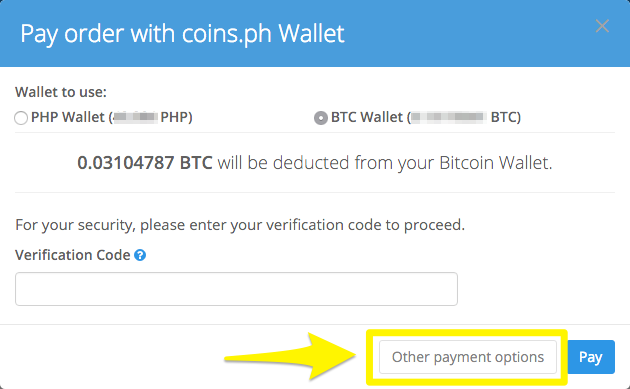 Pay order with coins.ph Wallet
Wallet to use:
PHP Wallet ( PHP)
BTC Wallet ( BTC)
0.03104787 BTC will be deducted from your Bitcoin Wallet.
For your security, please enter your verification code to proceed.
Verification Code ?
Other payment options
Pay